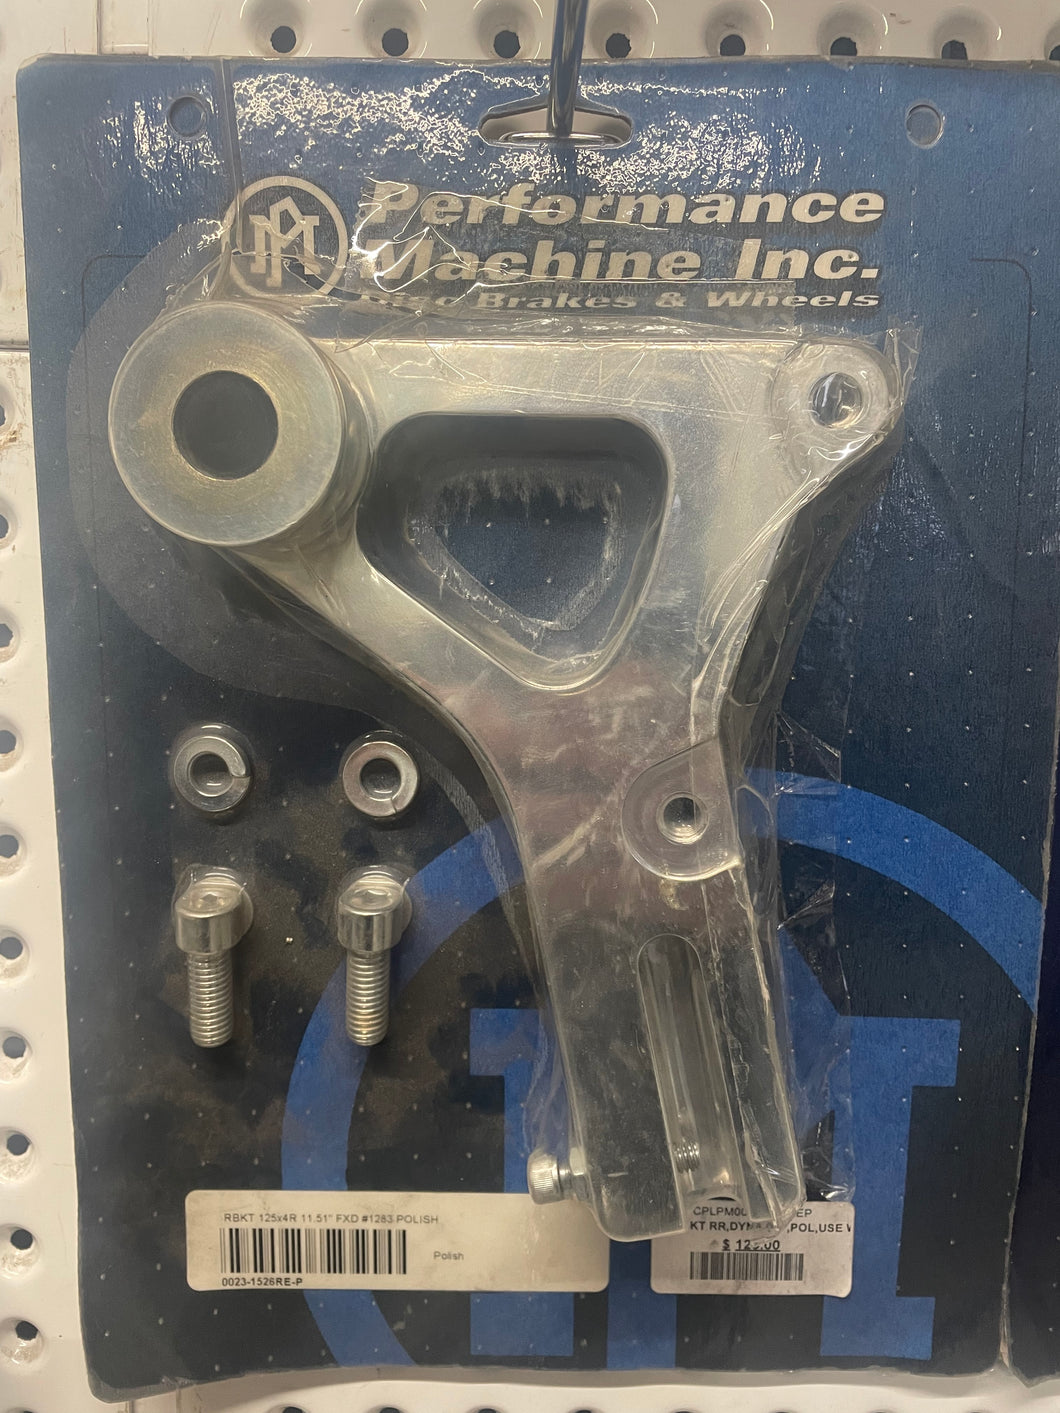 Performance
Machine Inc.
Disc Brakes & Wheels
RBKT 125x4R 11.51" FXD #1283 POLISH
Polish
0023-1526RE-P
EP
KT RR,DYNA ,POL,USE
$